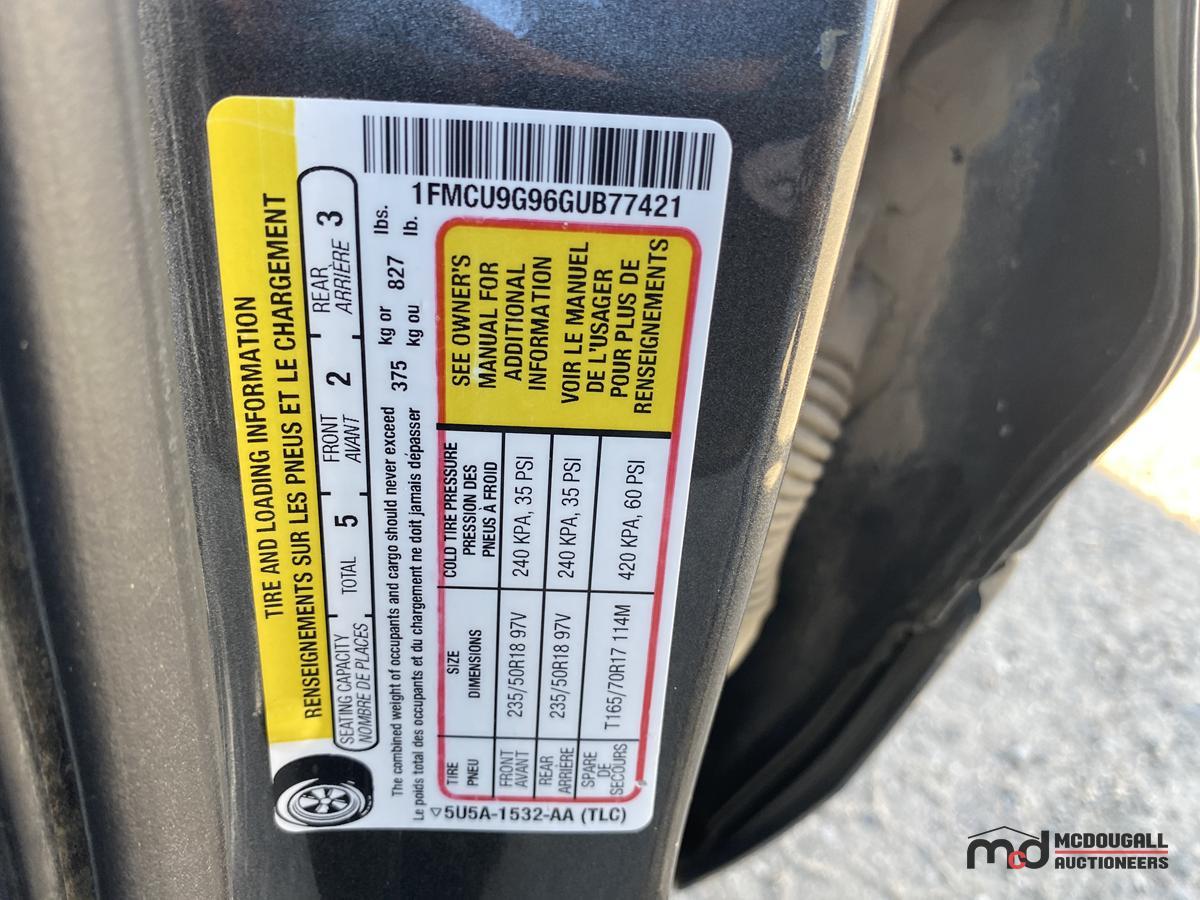 TIRE AND LOADING INFORMATION
RENSEIGNEMENTS SUR LES PNEUS ET LE CHARGEMENT
SEATING CAPACITY TOTAL 5 FRONT 2 REAR 3
NOMBRE DE PLACES AVANT ARRIÈRE
The combined weight of occupants and cargo should never exceed 375 kg or 827 lbs.
Le poids total des occupants et du chargement ne doit jamais dépasser kg ou lb.
TIRE SIZE COLD TIRE PRESSURE
PNEU DIMENSIONS PRESSION DES
PNEUS À FROID
FRONT 235/50R18 97V 240 KPA, 35 PSI
AVANT
REAR 235/50R18 97V 240 KPA, 35 PSI
ARRIÈRE
SPARE T165/70R17 114M 420 KPA, 60 PSI
DE
SECOURS
SEE OWNER'S
MANUAL FOR
ADDITIONAL
INFORMATION
VOIR LE MANUEL
DE L'USAGER
POUR PLUS DE
RENSEIGNEMENTS
1FMCU9G96GUB77421
5U5A-1532-AA (TLC)
mcd MCDOUGALL
AUCTIONEERS